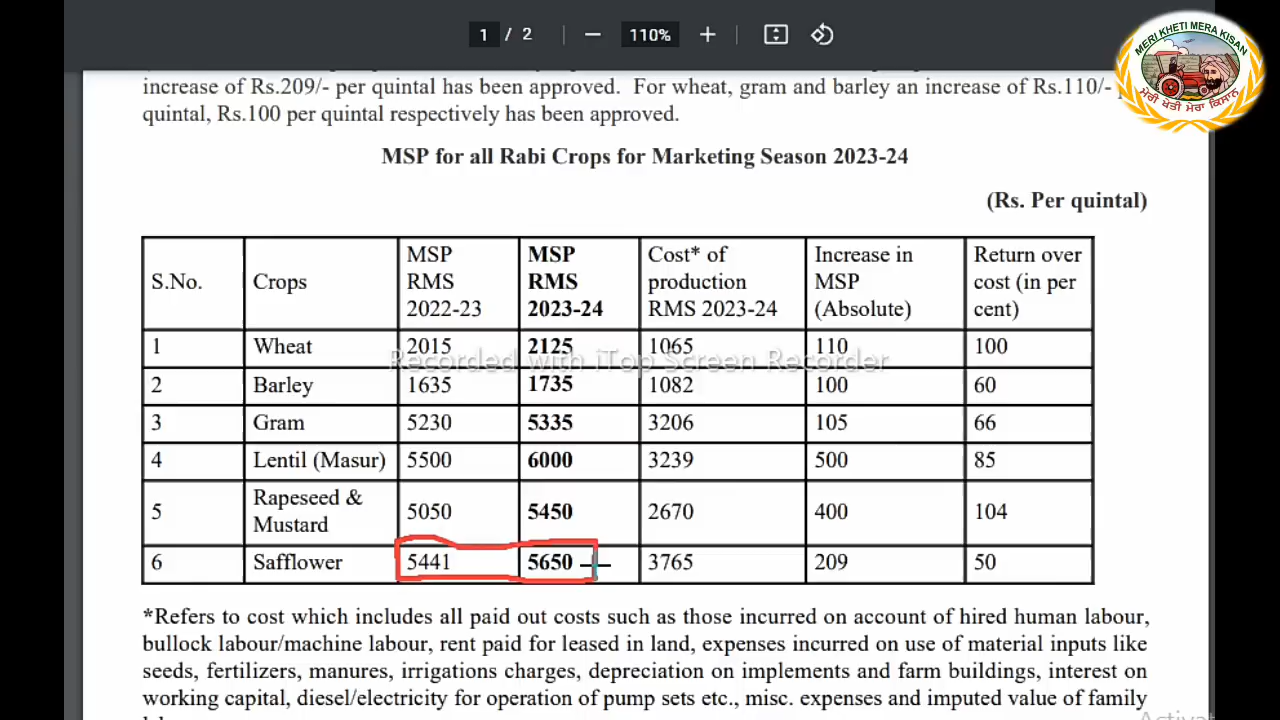 1 / 2
110%
MERI KHETI MERA KISAN
ਮੇਰੀ ਖੇਤੀ ਮੇਰਾ ਕਿਸਾਨ
increase of Rs.209/- per quintal has been approved. For wheat, gram and barley an increase of Rs.110/-
quintal, Rs.100 per quintal respectively has been approved.
MSP for all Rabi Crops for Marketing Season 2023-24
(Rs. Per quintal)
S.No. Crops MSP RMS 2022-23 MSP RMS 2023-24 Cost* of production RMS 2023-24 Increase in MSP (Absolute) Return over cost (in per cent)
1 Wheat 2015 2125 1065 110 100
Recorded with iTop Screen Recorder
2 Barley 1635 1735 1082 100 60
3 Gram 5230 5335 3206 105 66
4 Lentil (Masur) 5500 6000 3239 500 85
5 Rapeseed & Mustard 5050 5450 2670 400 104
6 Safflower 5441 5650 3765 209 50
*Refers to cost which includes all paid out costs such as those incurred on account of hired human labour,
bullock labour/machine labour, rent paid for leased in land, expenses incurred on use of material inputs like
seeds, fertilizers, manures, irrigations charges, depreciation on implements and farm buildings, interest on
working capital, diesel/electricity for operation of pump sets etc., misc. expenses and imputed value of family